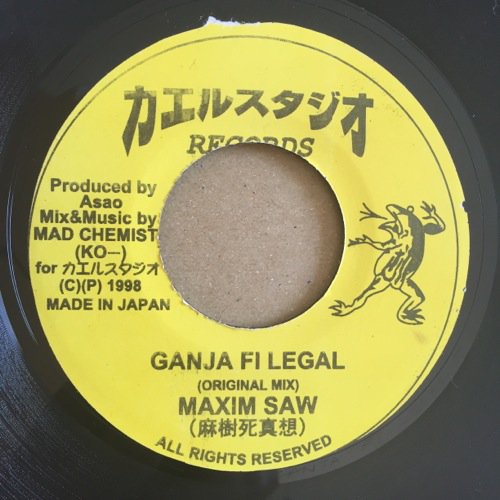 カエルスタジオ
RECORDS
Produced by
Asao
Mix&Music by
MAD CHEMIST
(KO—)
for カエルスタジオ
(C)(P) 1998
MADE IN JAPAN
GANJA FI LEGAL
(ORIGINAL MIX)
MAXIM SAW
(麻樹死真想)
ALL RIGHTS RESERVED